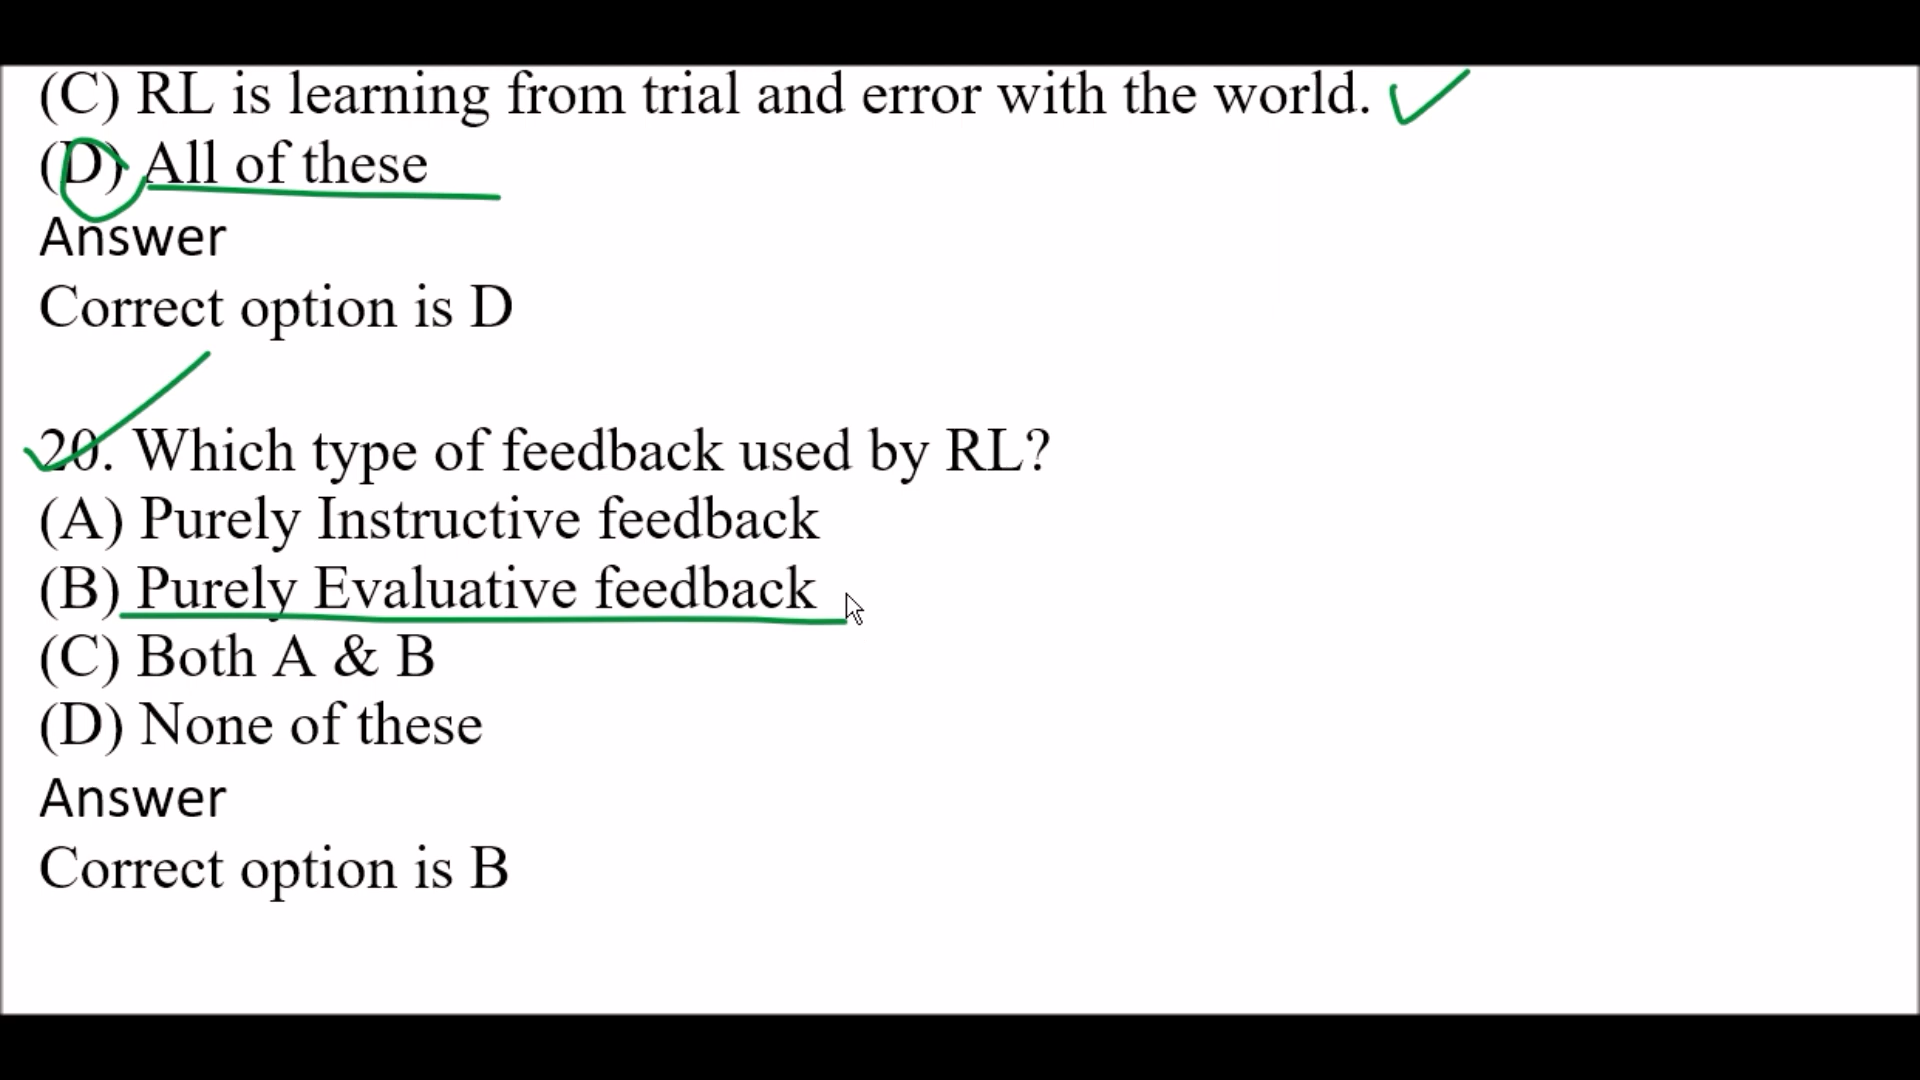 (C) RL is learning from trial and error with the world.
(D) All of these
Answer
Correct option is D
20. Which type of feedback used by RL?
(A) Purely Instructive feedback
(B) Purely Evaluative feedback
(C) Both A & B
(D) None of these
Answer
Correct option is B